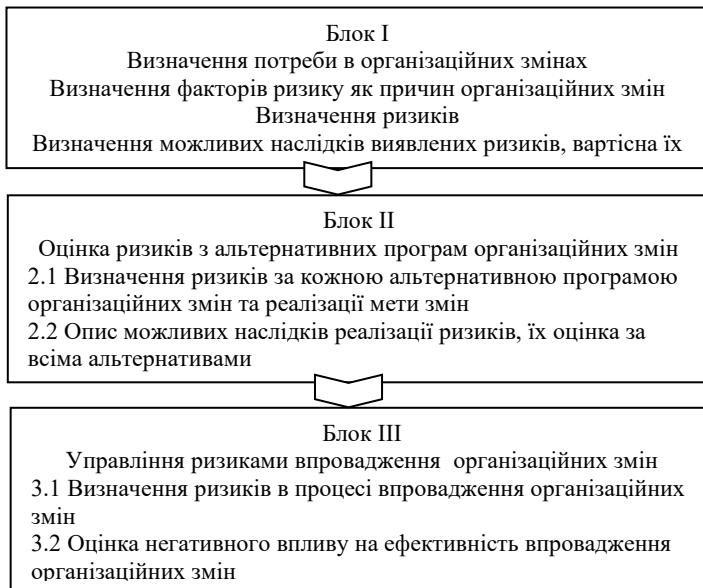 Блок І
Визначення потреби в організаційних змінах
Визначення факторів ризику як причин організаційних змін
Визначення ризиків
Визначення можливих наслідків виявлених ризиків, вартісна їх
Блок ІІ
Оцінка ризиків з альтернативних програм організаційних змін
2.1 Визначення ризиків за кожною альтернативною програмою
організаційних змін та реалізації мети змін
2.2 Опис можливих наслідків реалізації ризиків, їх оцінка за
всіма альтернативами
Блок ІІІ
Управління ризиками впровадження організаційних змін
3.1 Визначення ризиків в процесі впровадження організаційних
змін
3.2 Оцінка негативного впливу на ефективність впровадження
організаційних змін